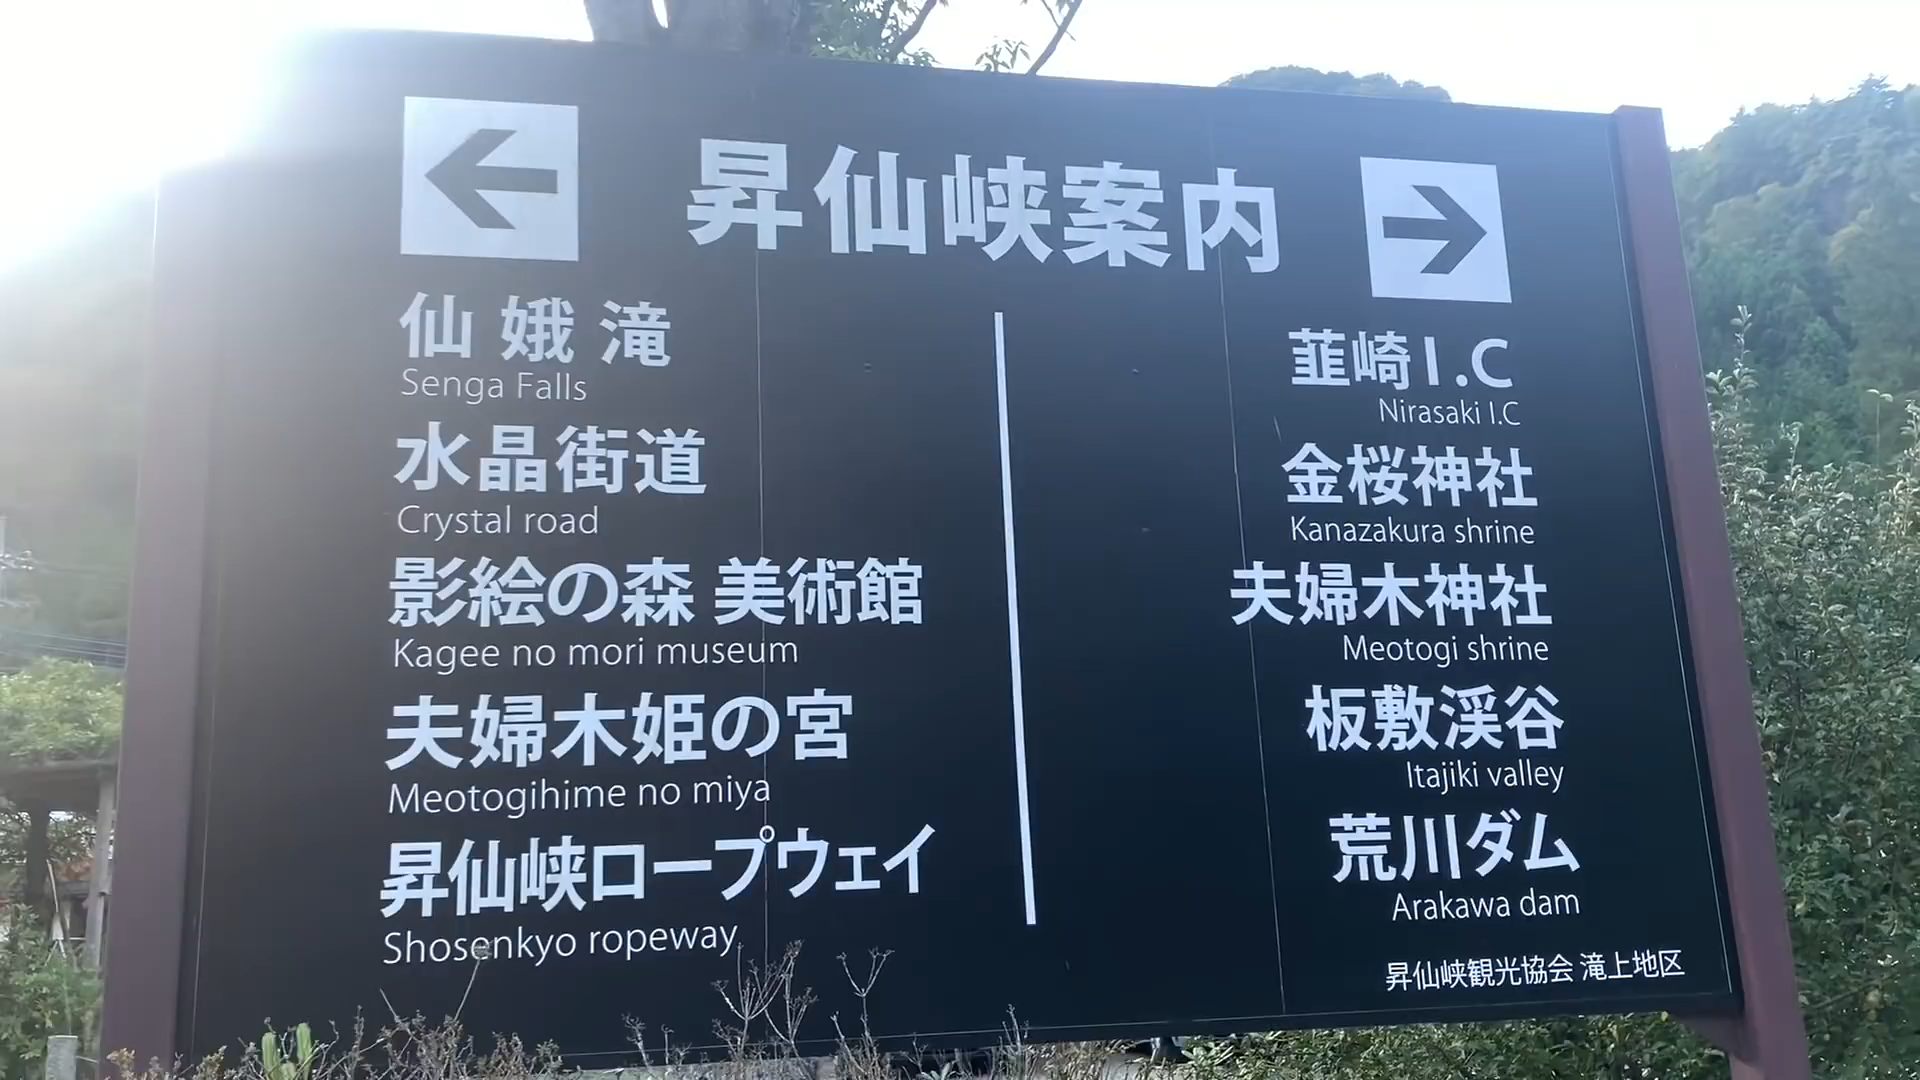 昇仙峡案内
仙娥滝
Senga Falls
水晶街道
Crystal road
影絵の森 美術館
Kagee no mori museum
夫婦木姫の宮
Meotogihime no miya
昇仙峡ロープウェイ
Shosenkyo ropeway
韮崎I.C
Nirasaki I.C
金桜神社
Kanazakura shrine
夫婦木神社
Meotogi shrine
板敷渓谷
Itajiki valley
荒川ダム
Arakawa dam
昇仙峡観光協会 滝上地区